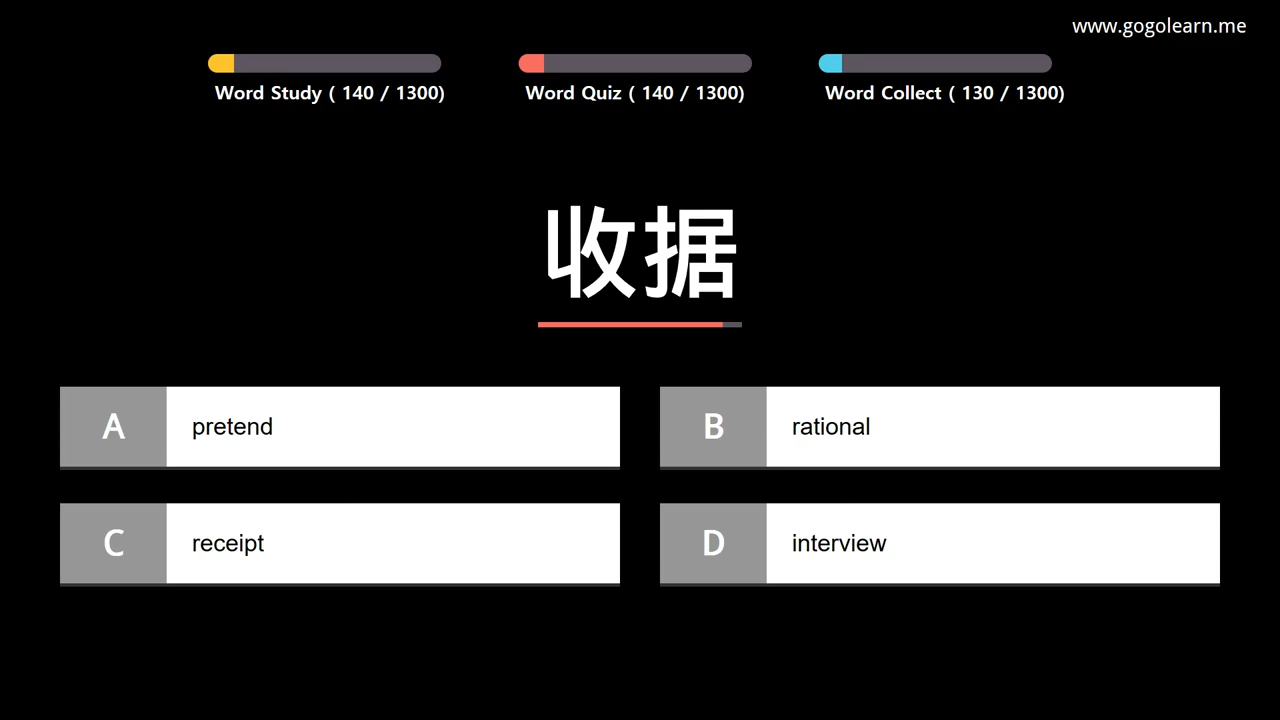 www.gogolearn.me
Word Study ( 140 / 1300)
Word Quiz ( 140 / 1300)
Word Collect ( 130 / 1300)
收据
A pretend
B rational
C receipt
D interview